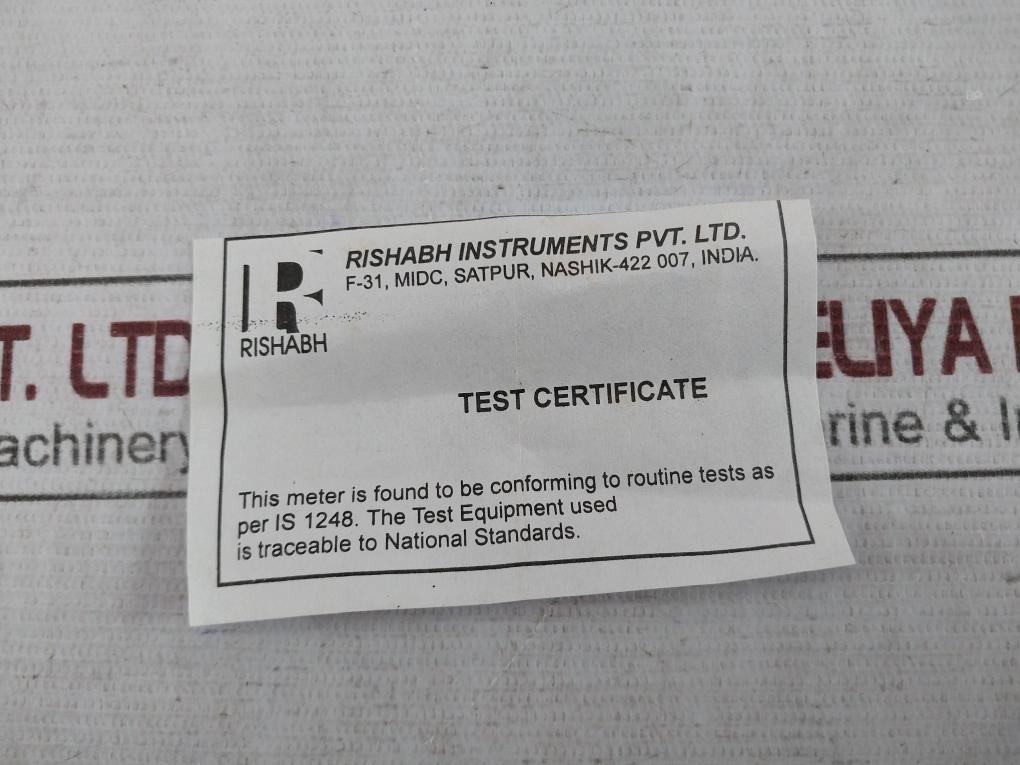 RISHABH INSTRUMENTS PVT. LTD.
F-31, MIDC, SATPUR, NASHIK-422 007, INDIA.
RISHABH
TEST CERTIFICATE
This meter is found to be conforming to routine tests as
per IS 1248. The Test Equipment used
is traceable to National Standards.
T. LTD
achinery
ELIYA
rine & I